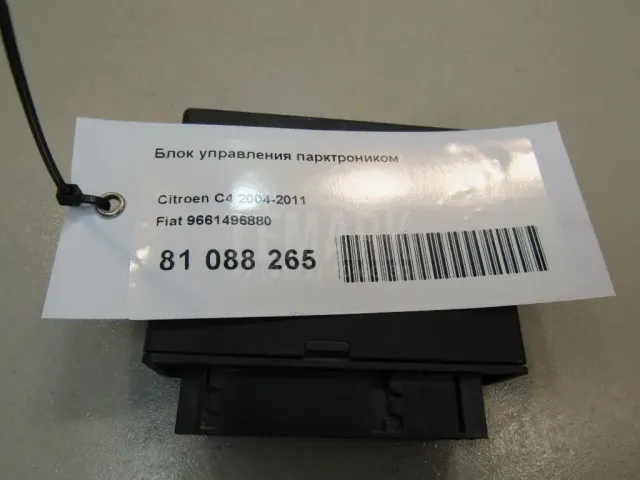 Блок управления парктроником
Citroen C4 2004-2011
Fiat 9661496880
81 088 265